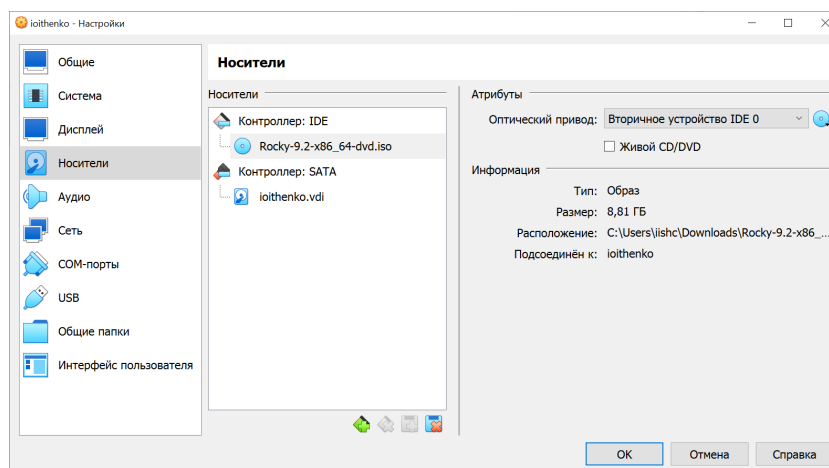 ioithenko - Настройки
Общие
Система
Дисплей
Носители
Аудио
Сеть
COM-порты
USB
Общие папки
Интерфейс пользователя
Носители
Носители
Контроллер: IDE
Rocky-9.2-x86_64-dvd.iso
Контроллер: SATA
ioithenko.vdi
Атрибуты
Оптический привод: Вторичное устройство IDE 0
Живой CD/DVD
Информация
Тип: Образ
Размер: 8,81 ГБ
Расположение: C:\Users\iishc\Downloads\Rocky-9.2-x86_...
Подсоединён к: ioithenko
OK
Отмена
Справка